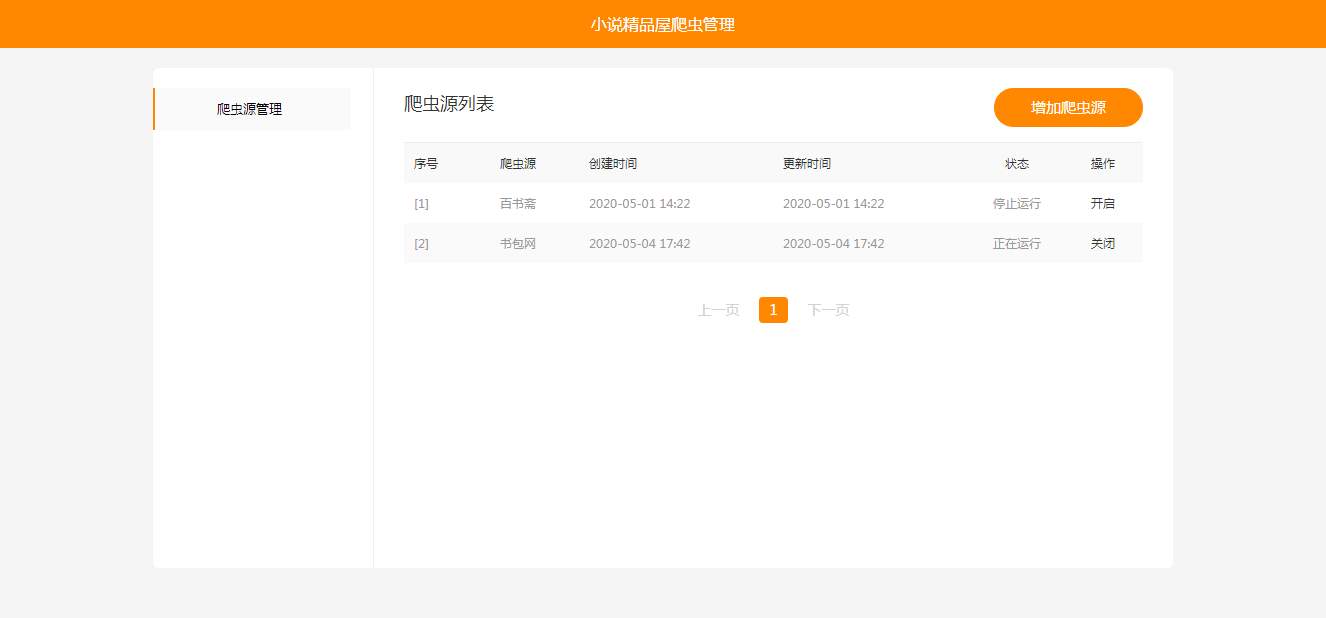 小说精品屋爬虫管理
爬虫源管理
爬虫源列表
增加爬虫源
序号 爬虫源 创建时间 更新时间 状态 操作
[1] 百书斋 2020-05-01 14:22 2020-05-01 14:22 停止运行 开启
[2] 书包网 2020-05-04 17:42 2020-05-04 17:42 正在运行 关闭
上一页 1 下一页